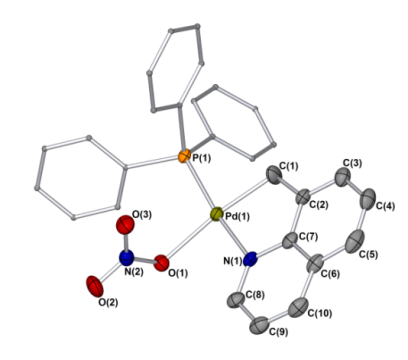 P(1)
C(1)
C(3)
C(2)
C(4)
O(3)
Pd(1)
C(7)
C(5)
N(1)
C(6)
N(2)
O(1)
O(2)
C(8)
C(10)
C(9)